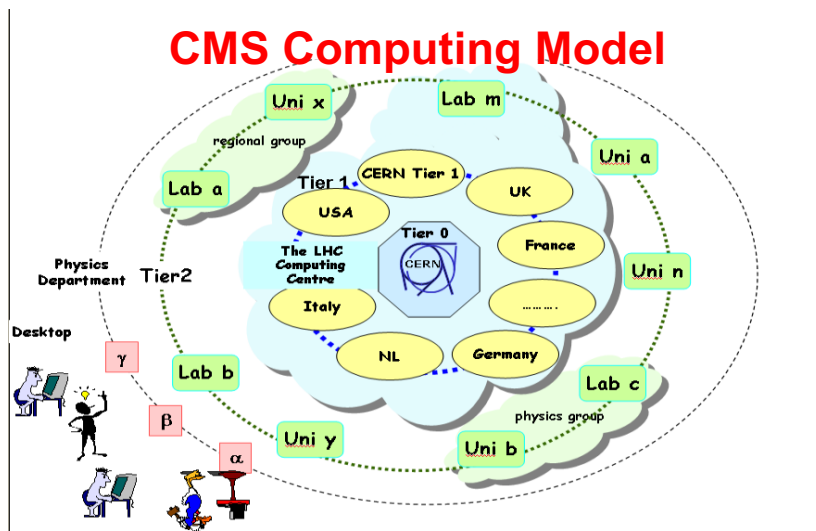 CMS Computing Model
Uni x
Lab m
regional group
Uni a
Lab a
Tier 1
CERN Tier 1
UK
USA
Tier 0
CERN
France
The LHC
Computing
Centre
Physics
Department
Tier2
Uni n
Italy
..........
Desktop
NL
Germany
γ
Lab b
Lab c
physics group
β
Uni y
Uni b
α